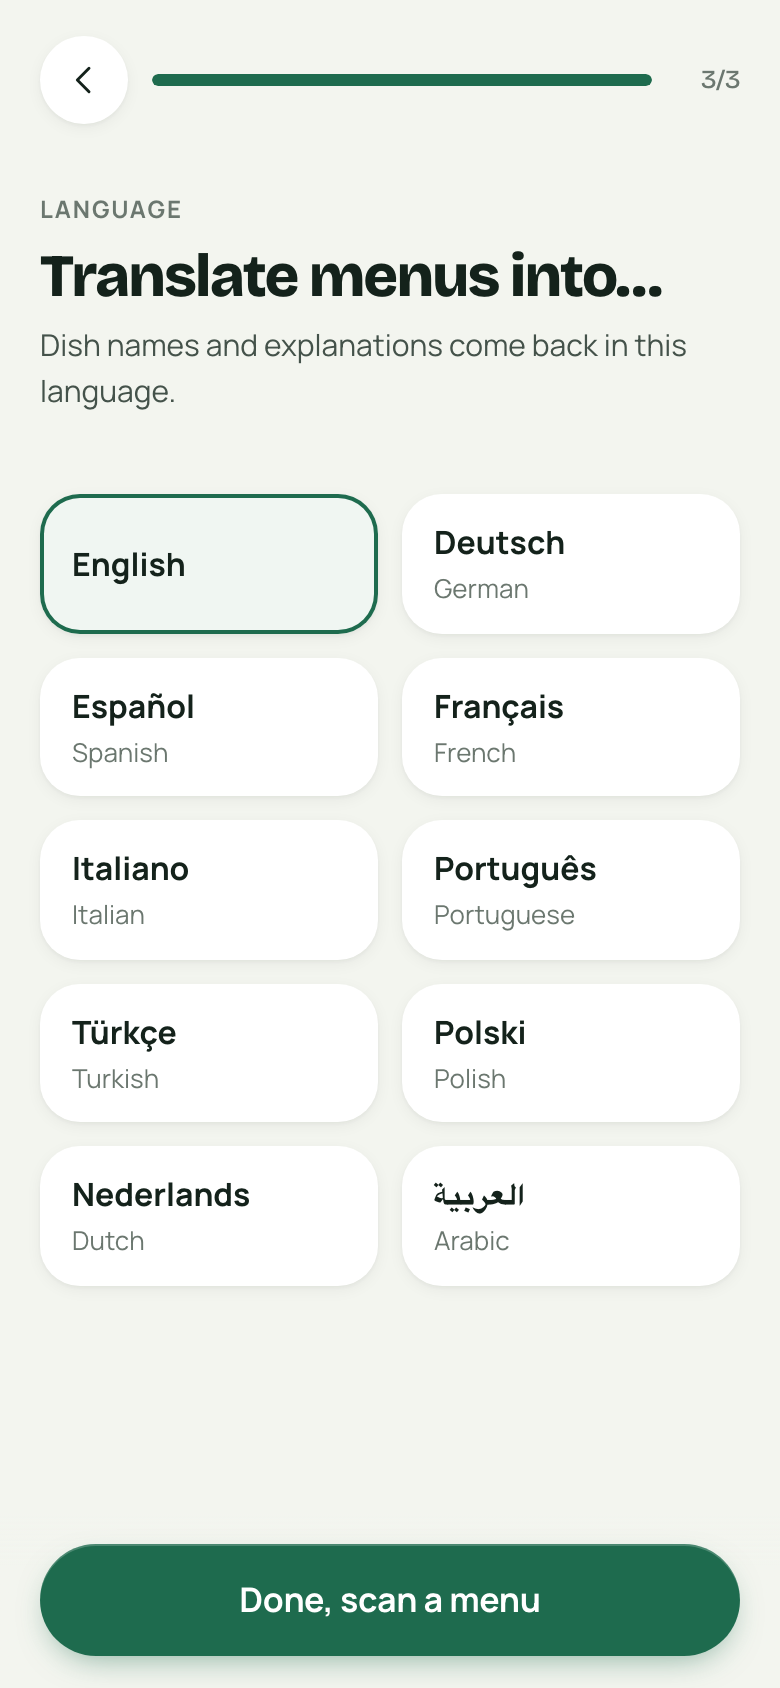 3/3
LANGUAGE
Translate menus into...
Dish names and explanations come back in this
language.
English
Deutsch
German
Español
Spanish
Français
French
Italiano
Italian
Português
Portuguese
Türkçe
Turkish
Polski
Polish
Nederlands
Dutch
العربية
Arabic
Done, scan a menu